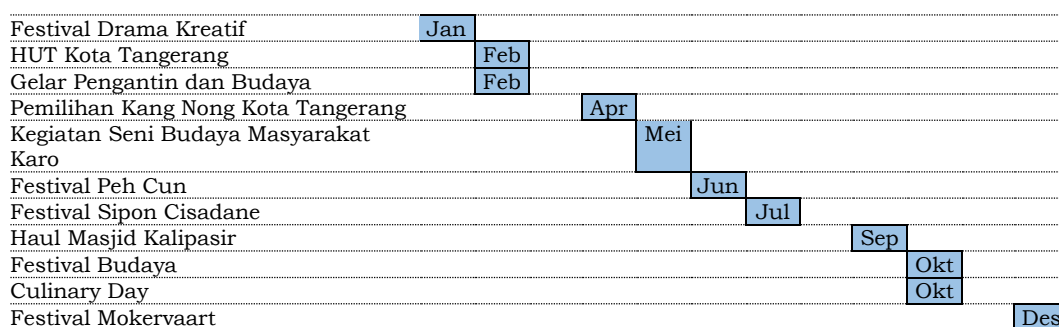 Festival Drama Kreatif Jan
HUT Kota Tangerang Feb
Gelar Pengantin dan Budaya Feb
Pemilihan Kang Nong Kota Tangerang Apr
Kegiatan Seni Budaya Masyarakat Mei
Karo
Festival Peh Cun Jun
Festival Sipon Cisadane Jul
Haul Masjid Kalipasir Sep
Festival Budaya Okt
Culinary Day Okt
Festival Mokervaart Des